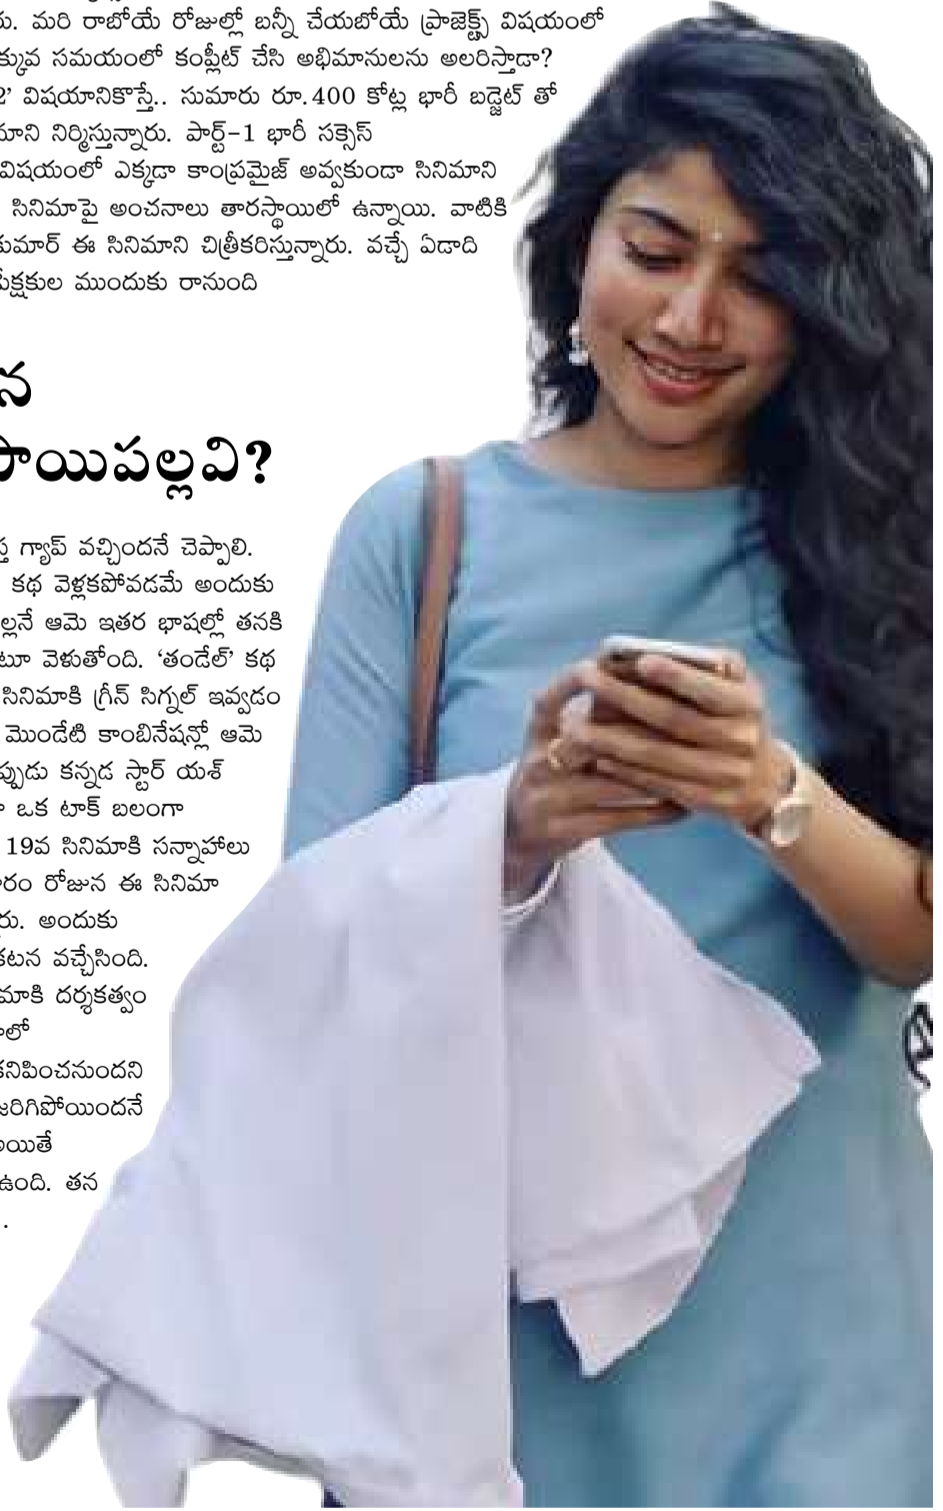 రు. మరి రాబోయే రోజుల్లో బన్నీ చేయబోయే ప్రాజెక్ట్స్ విషయంలో
క్కువ సమయంలో కంప్లీట్ చేసి అభిమానులను అలరిస్తాడా?
2’ విషయానికొస్తే.. సుమారు రూ.400 కోట్ల భారీ బడ్జెట్ తో
మాని నిర్మిస్తున్నారు. పార్ట్-1 భారీ సక్సెస్
విషయంలో ఎక్కడా కాంప్రమైజ్ అవ్వకుండా సినిమాని
సినిమాపై అంచనాలు తారస్థాయిలో ఉన్నాయి. వాటికి
కుమార్ ఈ సినిమాని చిత్రీకరిస్తున్నారు. వచ్చే ఏడాది
పేక్షకుల ముందుకు రానుంది
న
సాయిపల్లవి?
స్త గ్యాప్ వచ్చిందనే చెప్పాలి.
కథ వెళ్లకపోవడమే అందుకు
ల్లనే ఆమె ఇతర భాషల్లో తనకి
టూ వెళుతోంది. ‘తండేల్’ కథ
సినిమాకి గ్రీన్ సిగ్నల్ ఇవ్వడం
మొండేటి కాంబినేషన్లో ఆమె
ప్పుడు కన్నడ స్టార్ యశ్
ఒక టాక్ బలంగా
19వ సినిమాకి సన్నాహాలు
రం రోజున ఈ సినిమా
రు. అందుకు
కటన వచ్చేసింది.
మాకి దర్శకత్వం
లో
కనిపించనుందని
జరిగిపోయిందనే
అయితే
ఉంది. తన
.